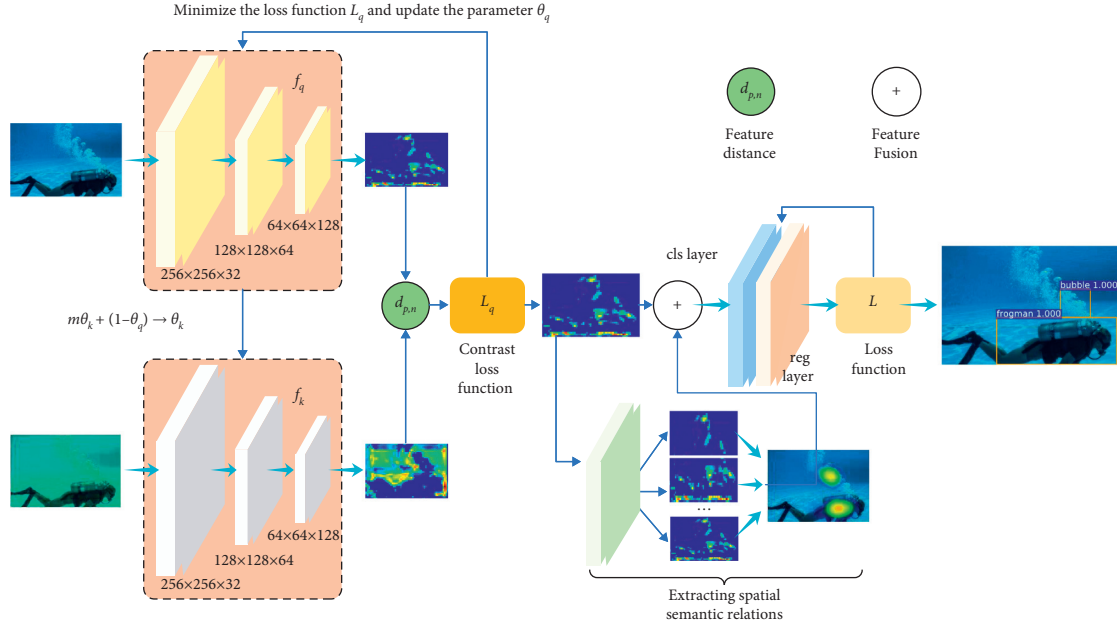 Minimize the loss function L_q and update the parameter θ_q
f_q
64×64×128
128×128×64
256×256×32
mθ_k + (1–θ_q) → θ_k
f_k
64×64×128
128×128×64
256×256×32
d_{p,n}
L_q
Contrast
loss
function
d_{p,n}
Feature
distance
+
Feature
Fusion
cls layer
+
reg
layer
L
Loss
function
bubble 1.000
frogman 1.000
...
Extracting spatial
semantic relations